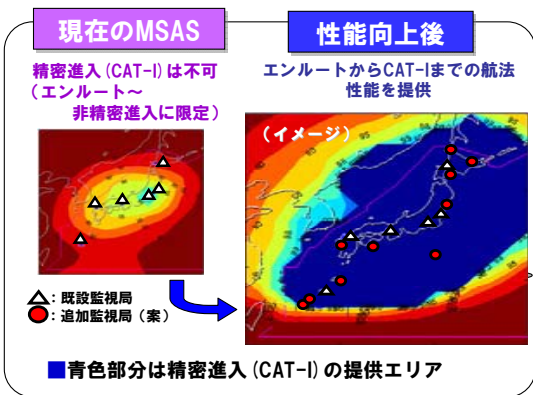 現在のMSAS
性能向上後
精密進入(CAT-I)は不可
(エンルート～
非精密進入に限定)
エンルートからCAT-Iまでの航法
性能を提供
(イメージ)
△:既設監視局
●:追加監視局(案)
■青色部分は精密進入(CAT-I)の提供エリア